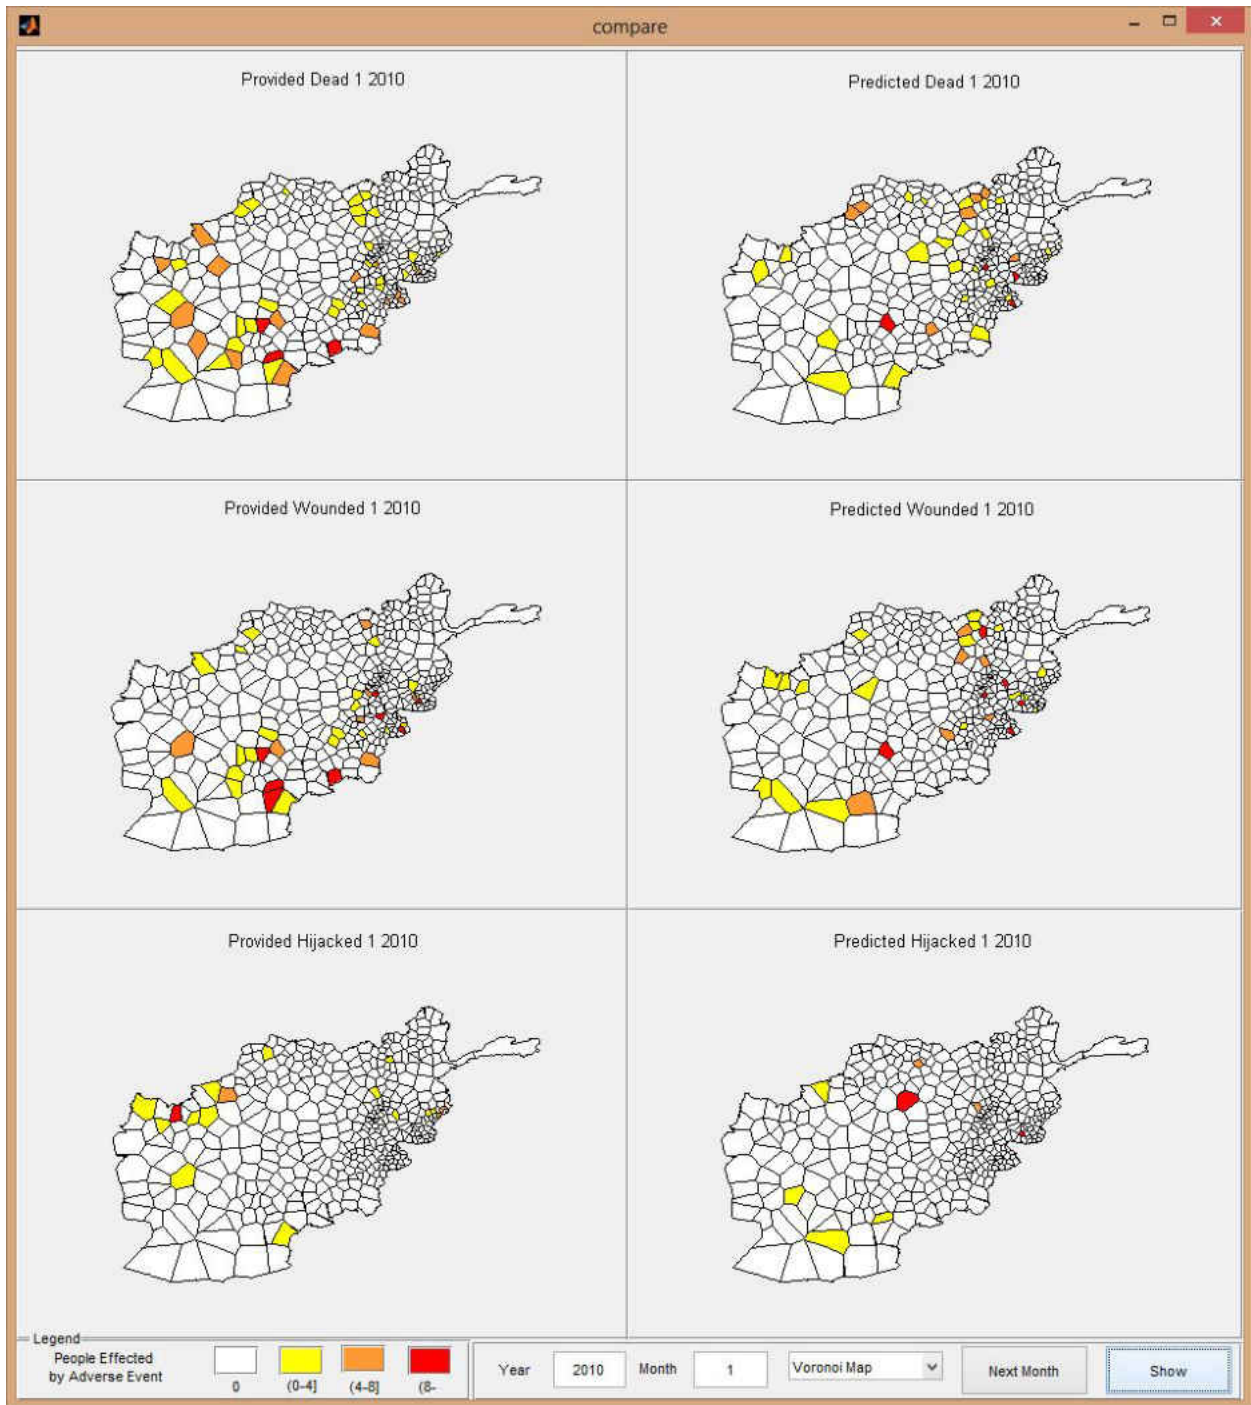 compare
Provided Dead 1 2010
Predicted Dead 1 2010
Provided Wounded 1 2010
Predicted Wounded 1 2010
Provided Hijacked 1 2010
Predicted Hijacked 1 2010
Legend
People Effected
by Adverse Event
0
(0-4]
(4-8]
(8-
Year
2010
Month
1
Voronoi Map
Next Month
Show